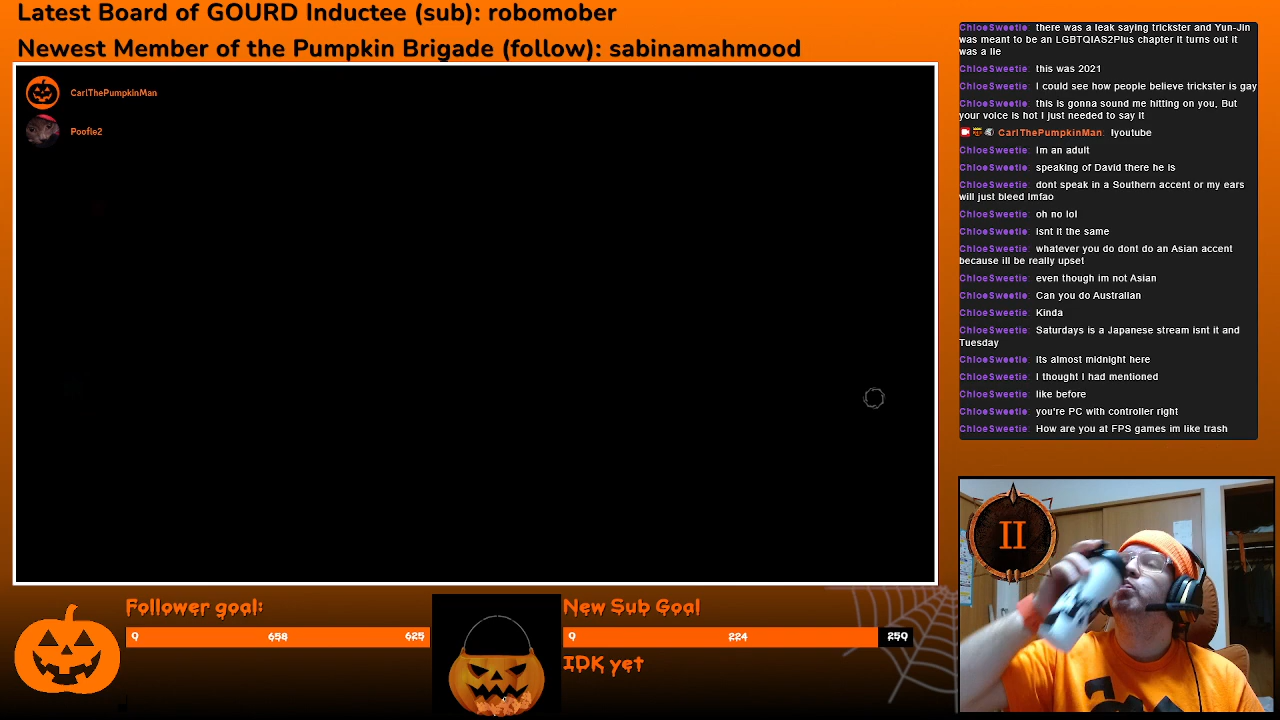 Latest Board of GOURD Inductee (sub): robomober
Newest Member of the Pumpkin Brigade (follow): sabinamahmood
CarlThePumpkinMan
Poofle2
ChloeSweetie: there was a leak saying trickster and Yun-Jin
was meant to be an LGBTQIAS2Plus chapter it turns out it
was a lie
ChloeSweetie: this was 2021
ChloeSweetie: I could see how people believe trickster is gay
ChloeSweetie: this is gonna sound me hitting on you, But
your voice is hot I just needed to say it
CarlThePumpkinMan: !youtube
ChloeSweetie: Im an adult
ChloeSweetie: speaking of David there he is
ChloeSweetie: dont speak in a Southern accent or my ears
will just bleed lmfao
ChloeSweetie: oh no lol
ChloeSweetie: isnt it the same
ChloeSweetie: whatever you do dont do an Asian accent
because ill be really upset
ChloeSweetie: even though im not Asian
ChloeSweetie: Can you do Australian
ChloeSweetie: Kinda
ChloeSweetie: Saturdays is a Japanese stream isnt it and
Tuesday
ChloeSweetie: Its almost midnight here
ChloeSweetie: I thought I had mentioned
ChloeSweetie: like before
ChloeSweetie: you're PC with controller right
ChloeSweetie: How are you at FPS games im like trash
II
Follower goal:
0 658 625
New Sub Goal
0 224 250
IDK yet